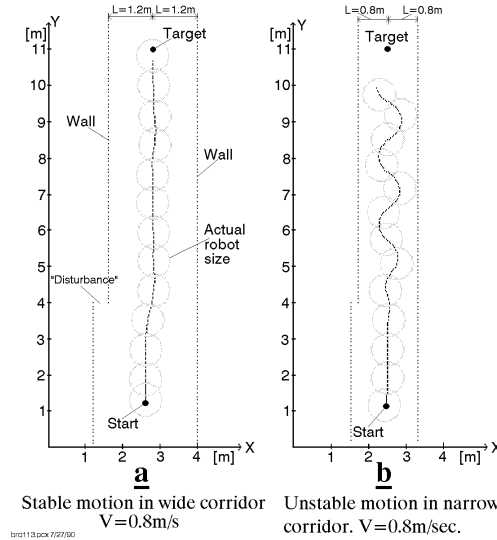 L=1.2m L=1.2m
Y
[m]
Target
11
10
9
8
7
6
5
4
3
2
1
Wall
Wall
Actual
robot
size
"Disturbance"
Start
1 2 3 4
[m]
X
a
Stable motion in wide corridor
V=0.8m/s
bro113.pcx 7/27/90
L=0.8m L=0.8m
Y
[m]
Target
11
10
9
8
7
6
5
4
3
2
1
Start
1 2 3 4
[m]
X
b
Unstable motion in narrow
corridor. V=0.8m/sec.